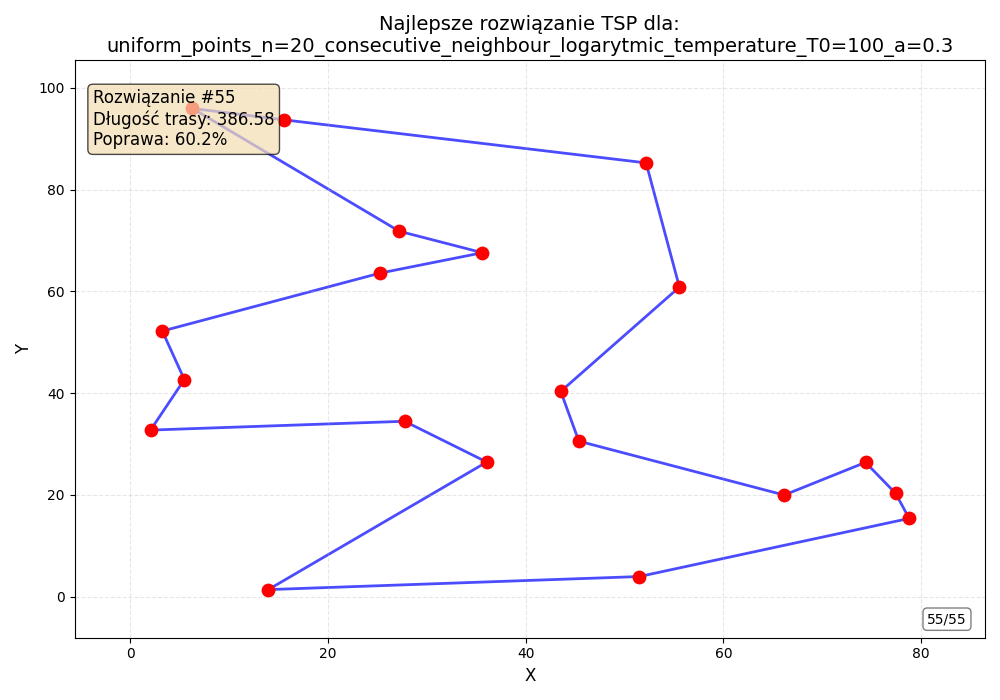 Najlepsze rozwiązanie TSP dla:
uniform_points_n=20_consecutive_neighbour_logarytmic_temperature_T0=100_a=0.3
Rozwiązanie #55
Długość trasy: 386.58
Poprawa: 60.2%
100
80
60
40
20
0
Y
0 20 40 60 80
X
55/55